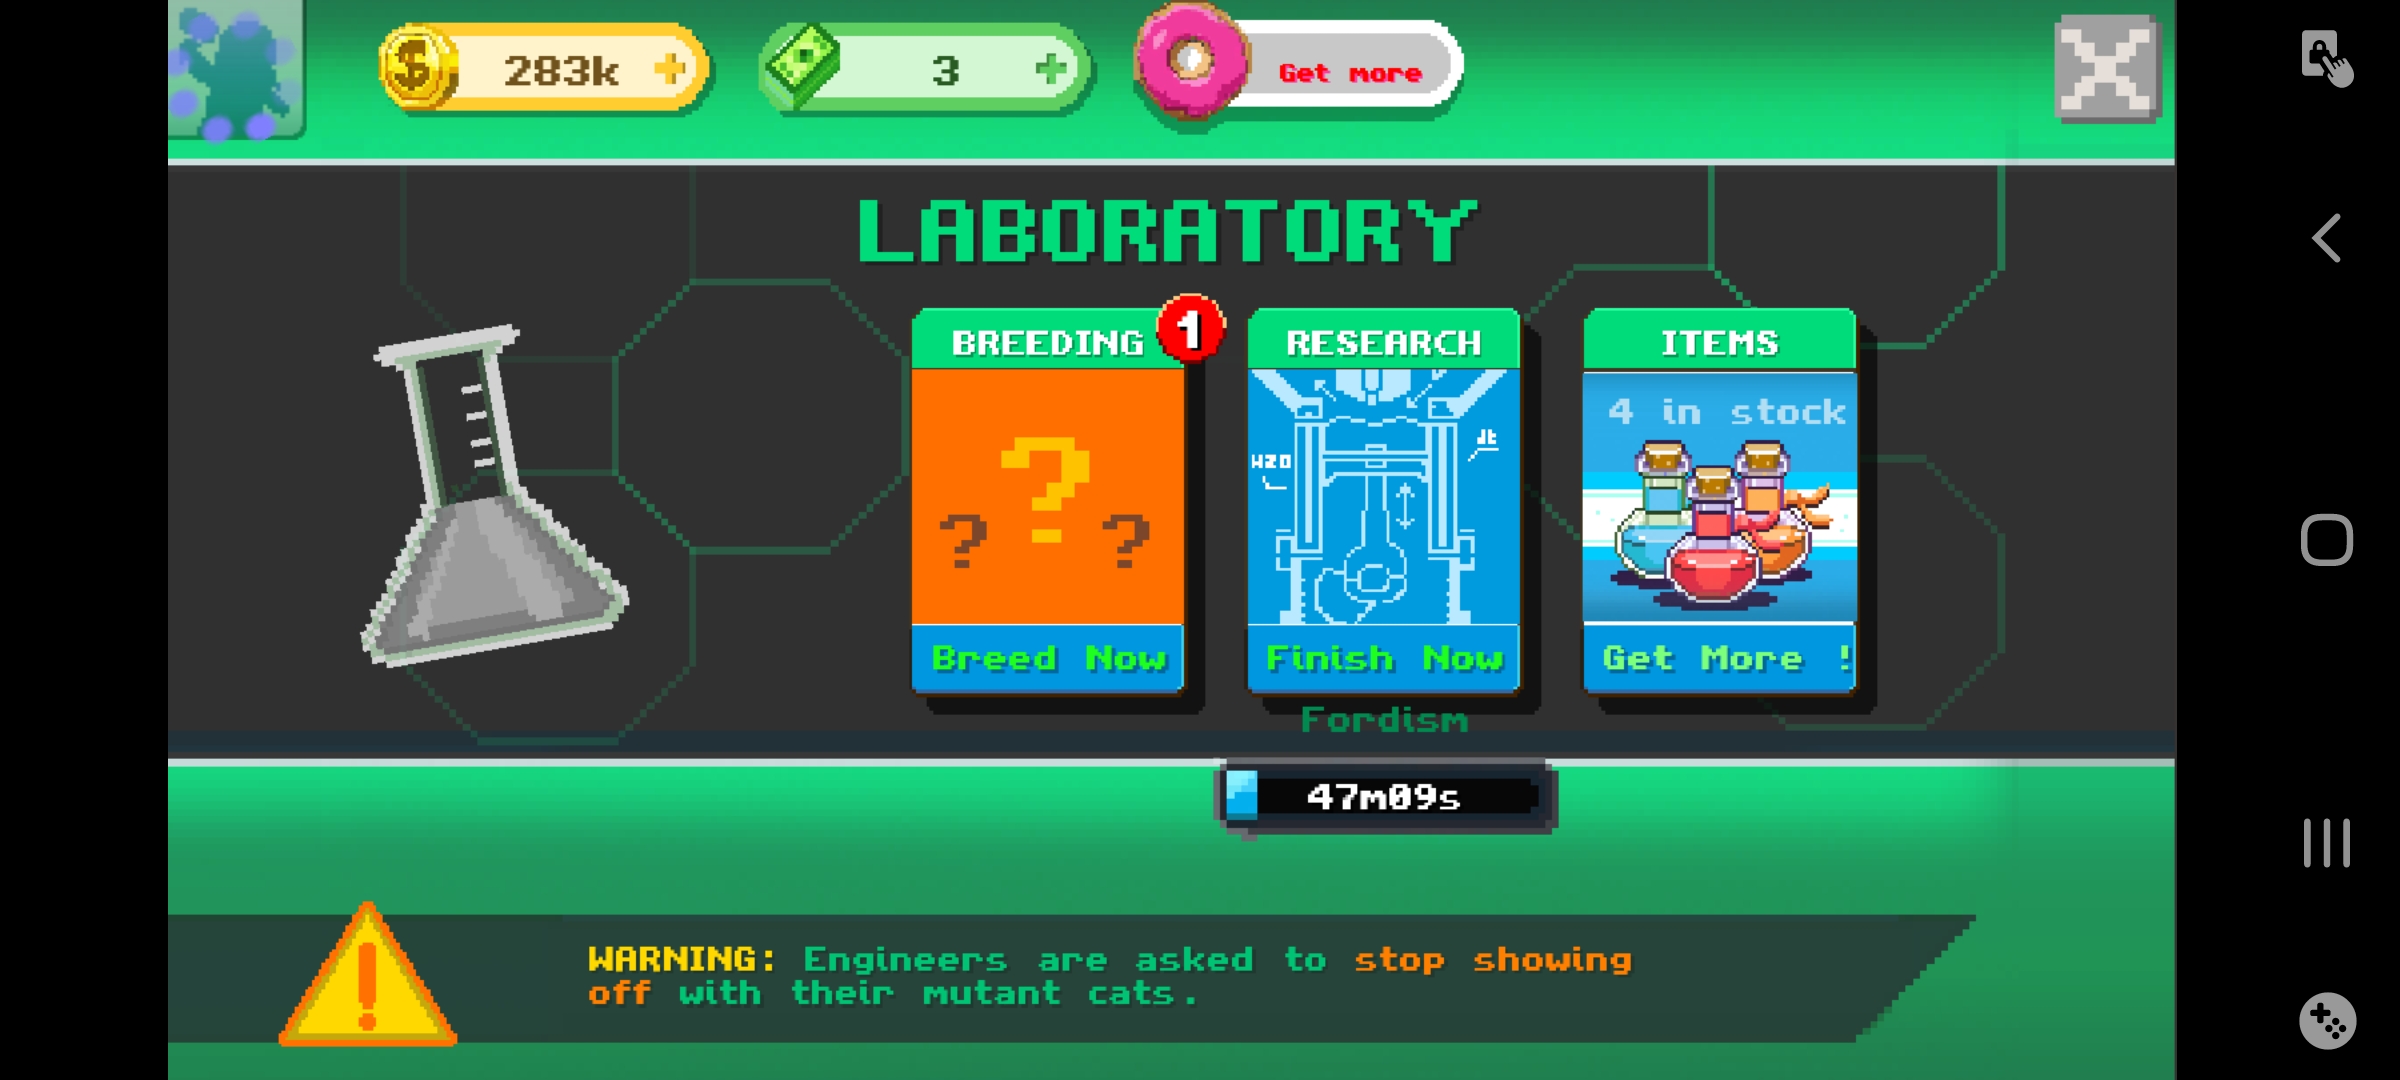 283k
3
Get more
LABORATORY
BREEDING
1
RESEARCH
ITEMS
4 in stock
H2O
dt
? ? ?
Breed Now
Finish Now
Get More !
Fordism
47m09s
WARNING: Engineers are asked to stop showing
off with their mutant cats.